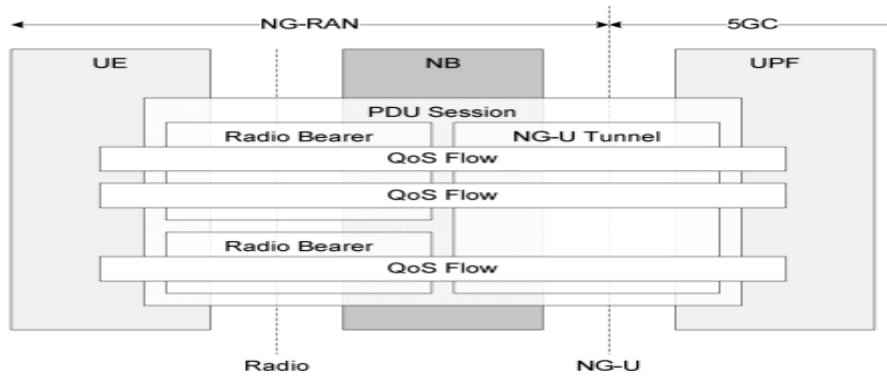 NG-RAN 5GC
UE NB UPF
PDU Session
Radio Bearer NG-U Tunnel
QoS Flow
QoS Flow
Radio Bearer
QoS Flow
Radio NG-U